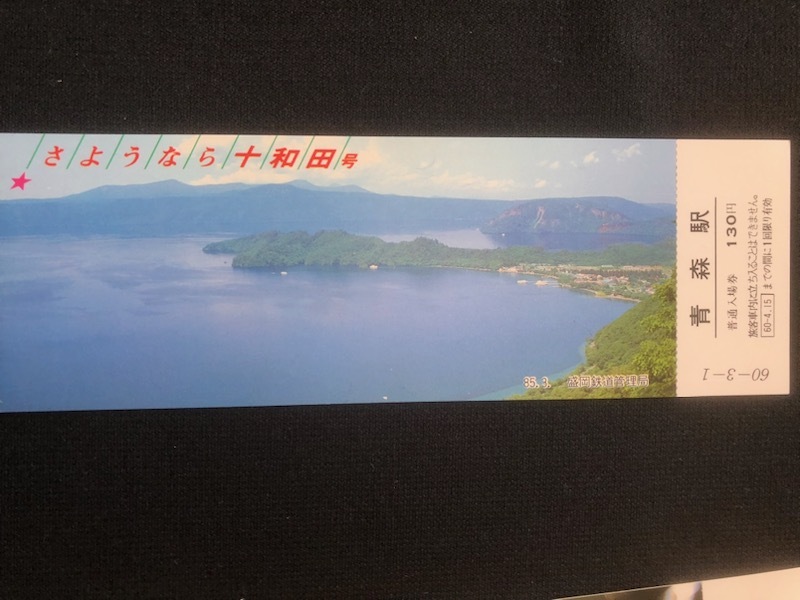 さようなら十和田号
85.3. 盛岡鉄道管理局
青森駅
普通入場券 130円
旅客車内に立ち入ることはできません。
60-4.15 までの間に1回限り有効
60-3-1